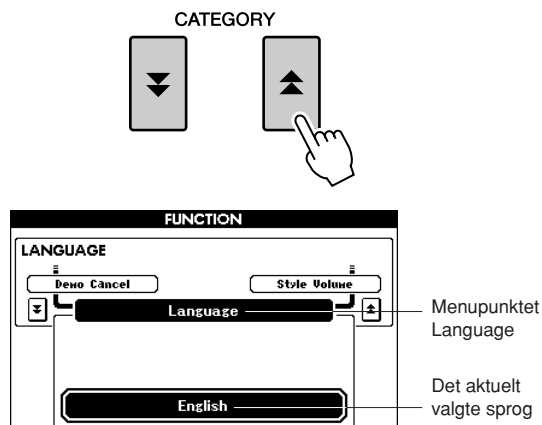 CATEGORY
FUNCTION
LANGUAGE
Demo Cancel
Style Volume
Language
Menupunktet
Language
English
Det aktuelt
valgte sprog